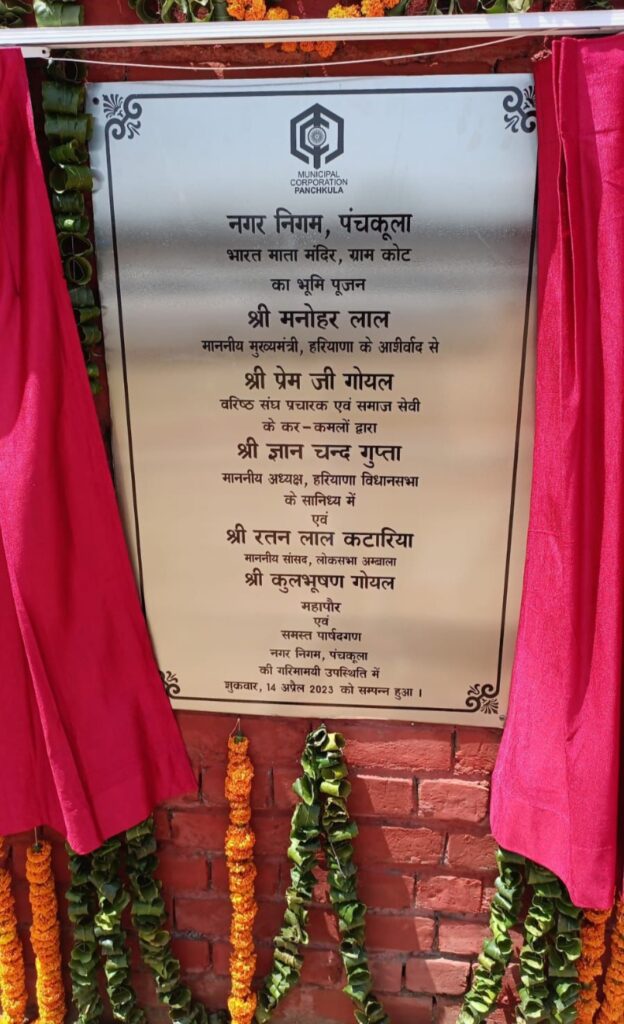 MUNICIPAL
CORPORATION
PANCHKULA
नगर निगम, पंचकूला
भारत माता मंदिर, ग्राम कोट
का भूमि पूजन
श्री मनोहर लाल
माननीय मुख्यमंत्री, हरियाणा के आशीर्वाद से
श्री प्रेम जी गोयल
वरिष्ठ संघ प्रचारक एवं समाज सेवी
के कर-कमलों द्वारा
श्री ज्ञान चन्द गुप्ता
माननीय अध्यक्ष, हरियाणा विधानसभा
के सानिध्य में
एवं
श्री रतन लाल कटारिया
माननीय सांसद, लोकसभा अम्बाला
श्री कुलभूषण गोयल
महापौर
एवं
समस्त पार्षदगण
नगर निगम, पंचकूला
की गरिमामयी उपस्थिति में
शुकवार, 14 अप्रैल 2023 को सम्पन्न हुआ ।